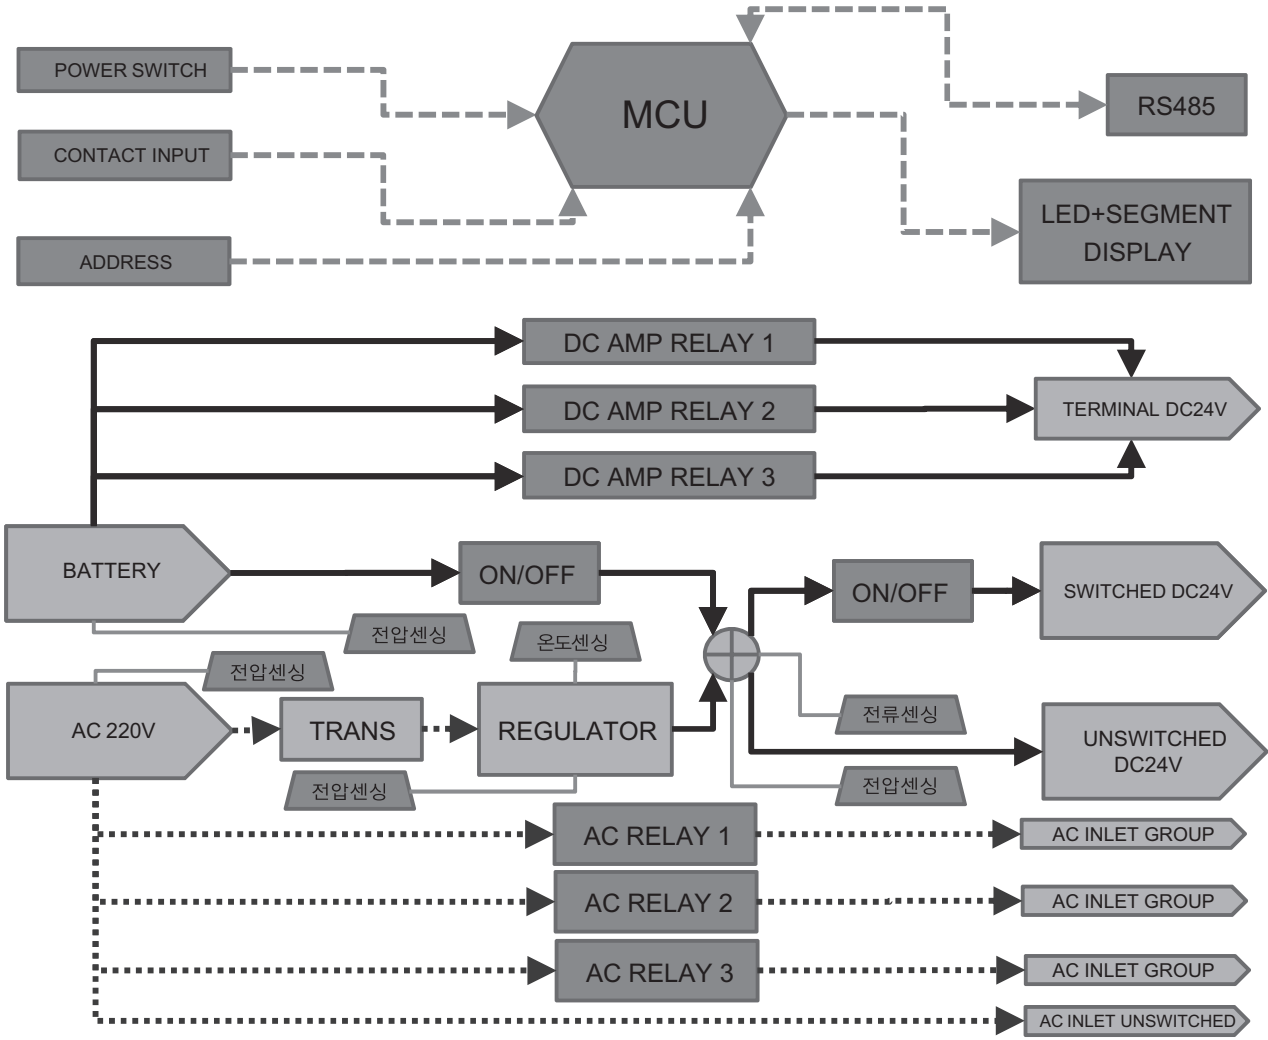 POWER SWITCH
MCU
RS485
CONTACT INPUT
LED+SEGMENT
DISPLAY
ADDRESS
DC AMP RELAY 1
DC AMP RELAY 2
TERMINAL DC24V
DC AMP RELAY 3
BATTERY
ON/OFF
ON/OFF
SWITCHED DC24V
전압센싱
온도센싱
전압센싱
AC 220V
TRANS
REGULATOR
전류센싱
UNSWITCHED
DC24V
전압센싱
전압센싱
AC RELAY 1
AC INLET GROUP
AC RELAY 2
AC INLET GROUP
AC RELAY 3
AC INLET GROUP
AC INLET UNSWITCHED